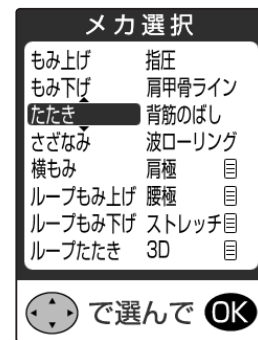 メカ選択
もみ上げ 指圧
もみ下げ 肩甲骨ライン
たたき 背筋のばし
さざなみ 波ローリング
横もみ 肩極
ループもみ上げ 腰極
ループもみ下げ ストレッチ
ループたたき 3D
で選んで OK